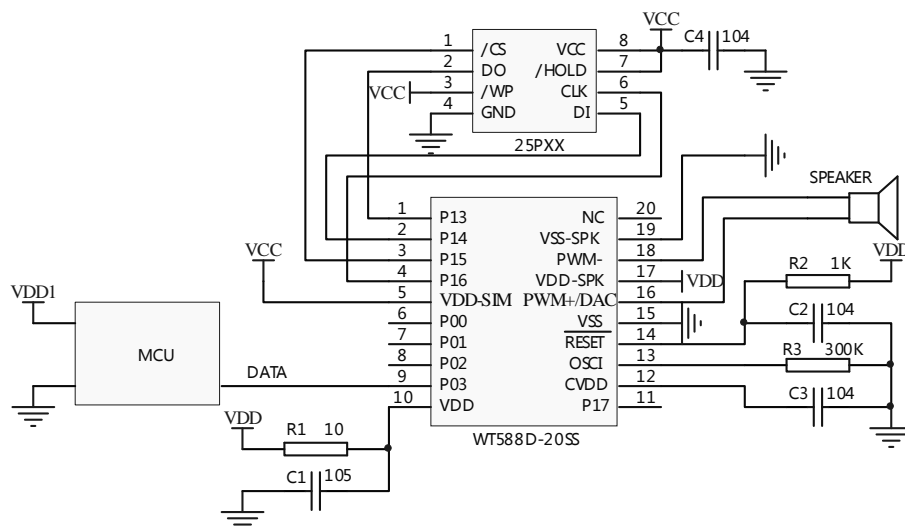 VCC
C4 104
1 /CS VCC 8
2 DO /HOLD 7
VCC 3 /WP CLK 6
4 GND DI 5
25PXX
SPEAKER
1 P13 NC 20
2 P14 VSS-SPK 19
3 P15 PWM- 18
4 P16 VDD-SPK 17 VDD
VCC
5 VDD-SIM PWM+/DAC 16
6 P00 VSS 15
7 P01 RESET 14
8 P02 OSCI 13
9 P03 CVDD 12
10 VDD P17 11
WT588D-20SS
VDD
R2 1K
C2 104
R3 300K
C3 104
VDD1
MCU
DATA
VDD
R1 10
C1 105